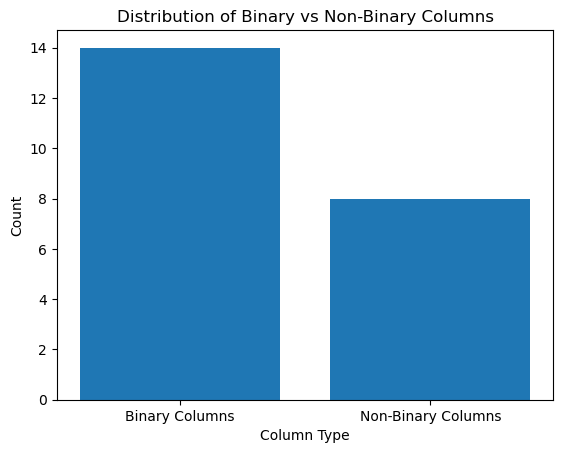 Distribution of Binary vs Non-Binary Columns
14
12
10
8
6
4
2
0
Count
Binary Columns
Non-Binary Columns
Column Type